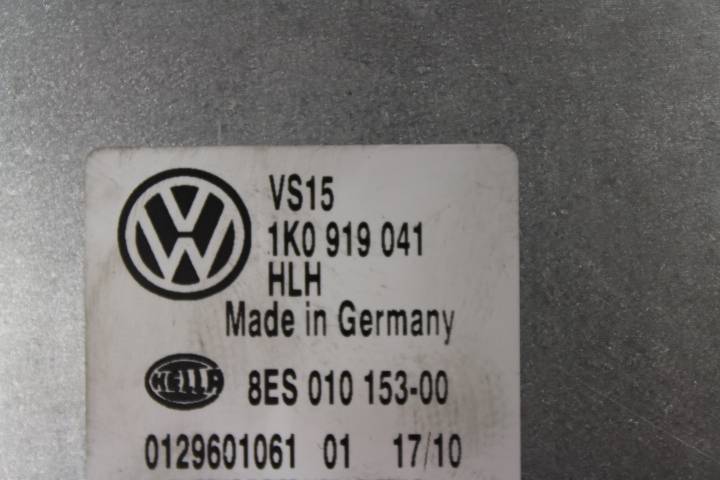 VS15
1K0 919 041
HLH
Made in Germany
HELLA 8ES 010 153-00
0129601061 01 17/10